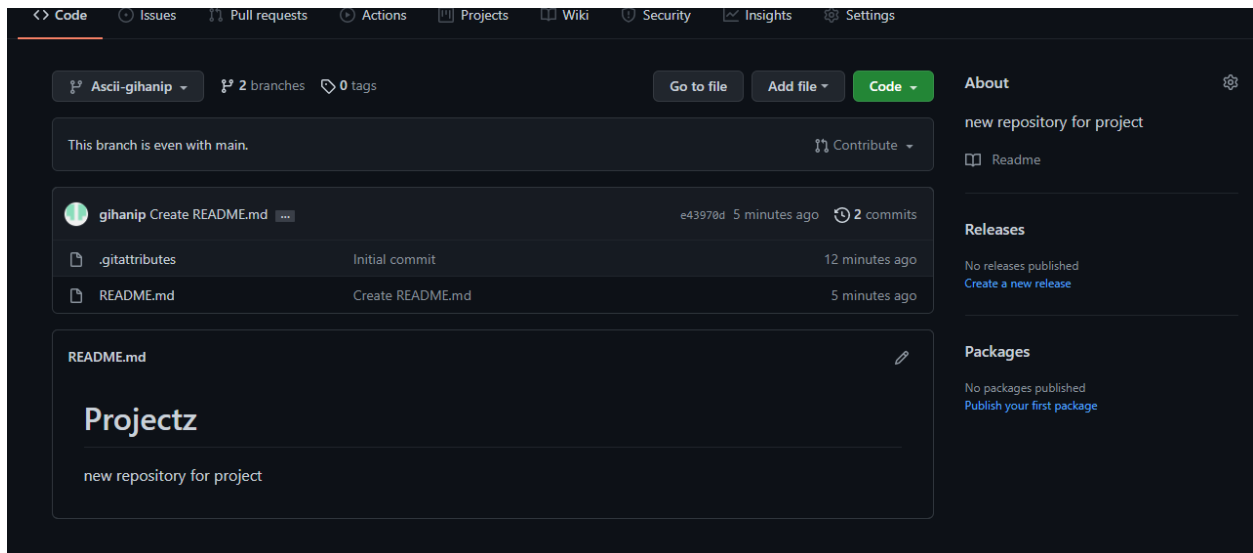 <> Code Issues Pull requests Actions Projects Wiki Security Insights Settings
Ascii-gihanip 2 branches 0 tags Go to file Add file Code
This branch is even with main. Contribute
gihanip Create README.md ... e43970d 5 minutes ago 2 commits
.gitattributes Initial commit 12 minutes ago
README.md Create README.md 5 minutes ago
README.md
Projectz
new repository for project
About
new repository for project
Readme
Releases
No releases published
Create a new release
Packages
No packages published
Publish your first package